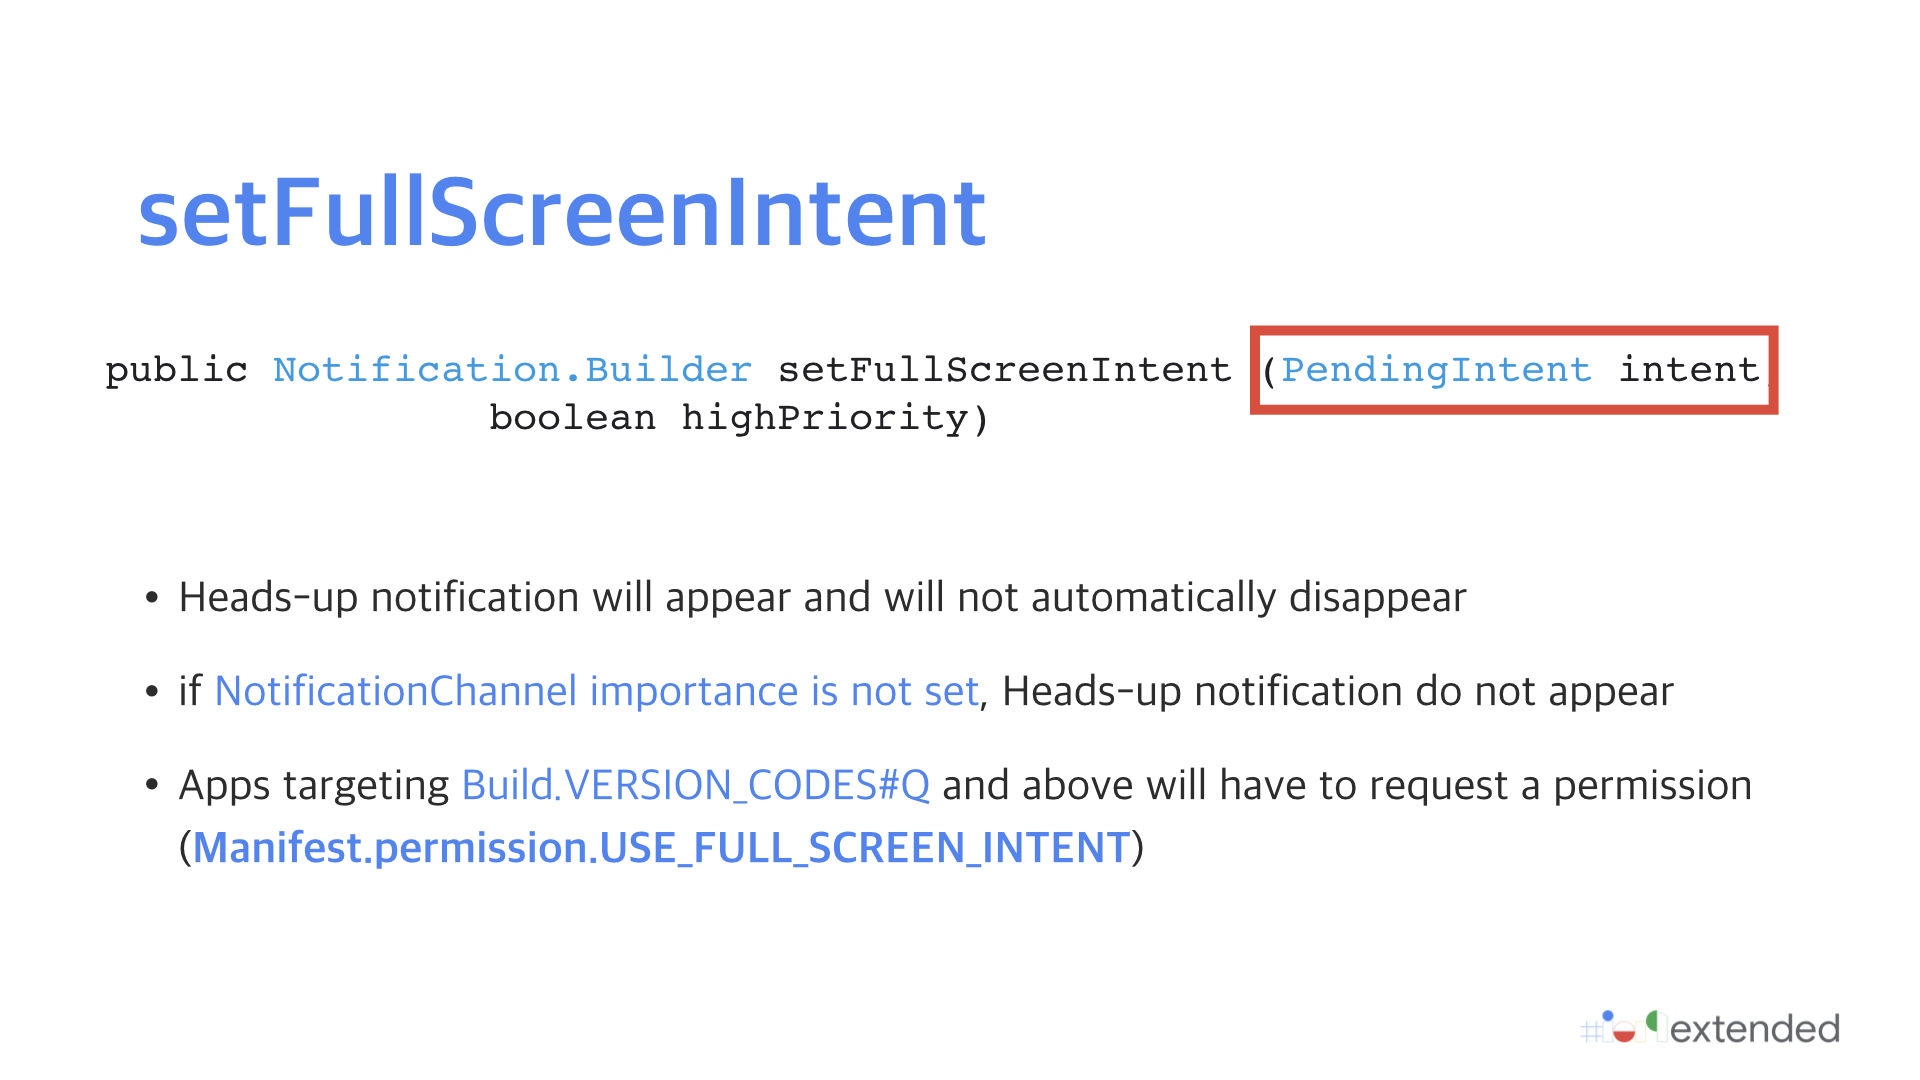 setFullScreenIntent
public Notification.Builder setFullScreenIntent (PendingIntent intent,
boolean highPriority)
• Heads-up notification will appear and will not automatically disappear
• if NotificationChannel importance is not set, Heads-up notification do not appear
• Apps targeting Build.VERSION_CODES#Q and above will have to request a permission
(Manifest.permission.USE_FULL_SCREEN_INTENT)
#io19extended